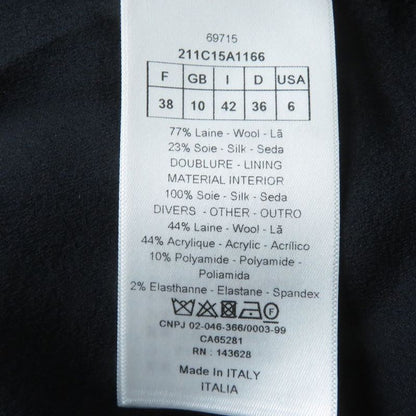 69715
211C15A1166
F GB I D USA
38 10 42 36 6
77% Laine - Wool - Lã
23% Soie - Silk - Seda
DOUBLURE - LINING
MATERIAL INTERIOR
100% Soie - Silk - Seda
DIVERS - OTHER - OUTRO
44% Laine - Wool - Lã
44% Acrylique - Acrylic - Acrílico
10% Polyamide - Polyamide -
Poliamida
2% Elasthanne - Elastane - Spandex
CNPJ 02-046-366/0003-99
CA65281
RN : 143628
Made In ITALY
ITALIA